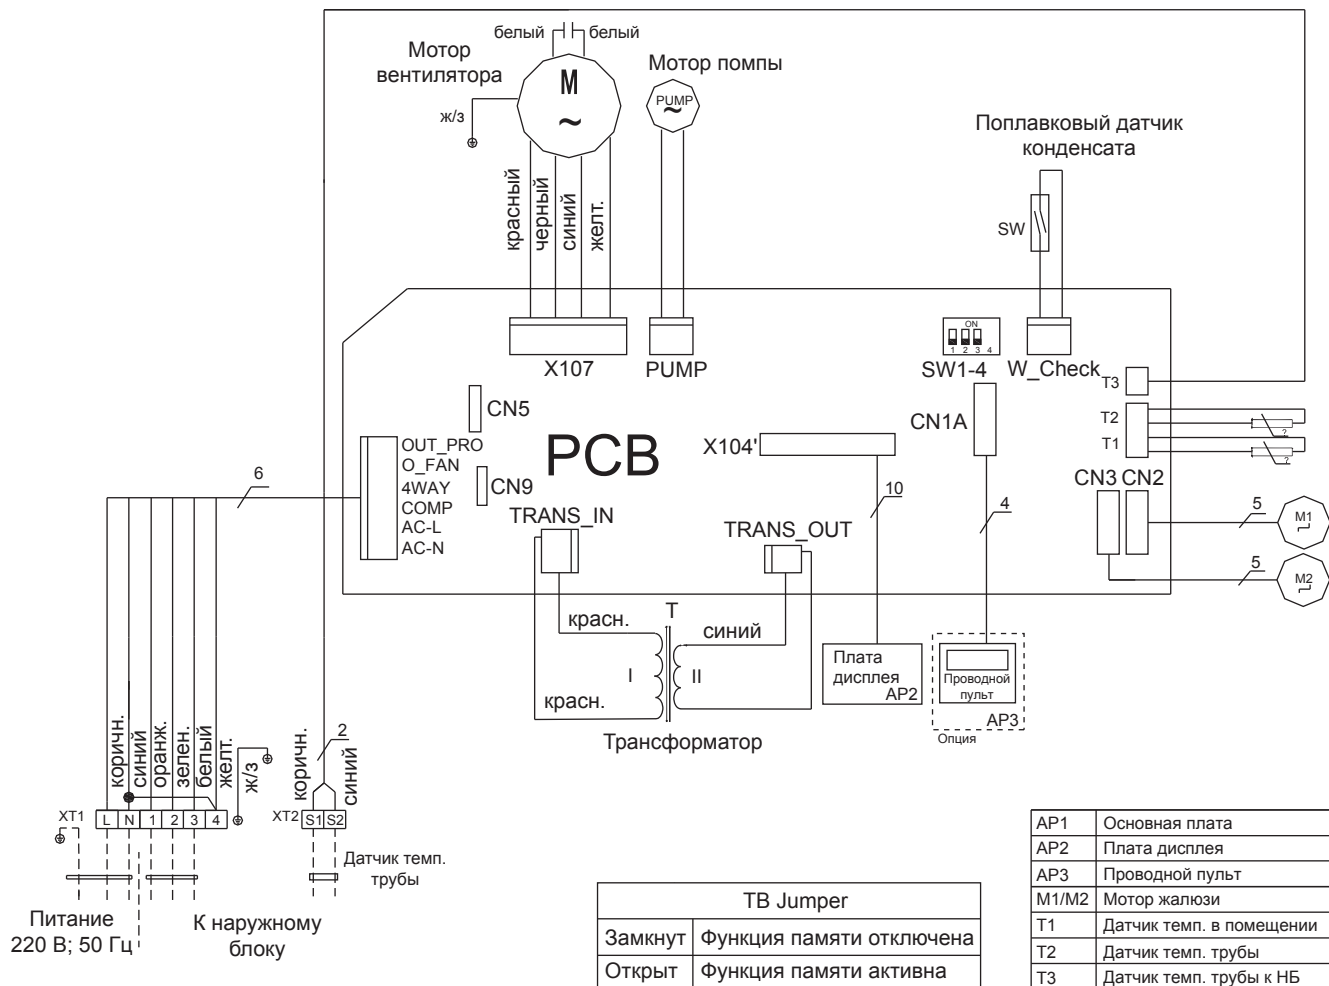 белый
белый
Мотор
вентилятора
M
~
ж/з
Мотор помпы
PUMP
~
Поплавковый датчик
конденсата
SW
красный
черный
синий
желт.
X107
PUMP
ON
1 2 3 4
SW1-4
W_Check
T3
T2
T1
?
?
CN5
CN9
OUT_PRO
O_FAN
4WAY
COMP
AC-L
AC-N
6
PCB
X104'
CN1A
CN3 CN2
10
4
5
M1
5
M2
TRANS_IN
TRANS_OUT
красн.
красн.
T
I
II
синий
Трансформатор
Плата
дисплея
AP2
Проводной
пульт
AP3
Опция
коричн.
синий
оранж.
зелен.
белый
желт.
ж/з
коричн.
2
синий
XT1
L N 1 2 3 4
XT2
S1 S2
Датчик темп.
трубы
Питание
220 В; 50 Гц
К наружному
блоку
TB Jumper
Замкнут Функция памяти отключена
Открыт Функция памяти активна
AP1 Основная плата
AP2 Плата дисплея
AP3 Проводной пульт
M1/M2 Мотор жалюзи
T1 Датчик темп. в помещении
T2 Датчик темп. трубы
T3 Датчик темп. трубы к НБ